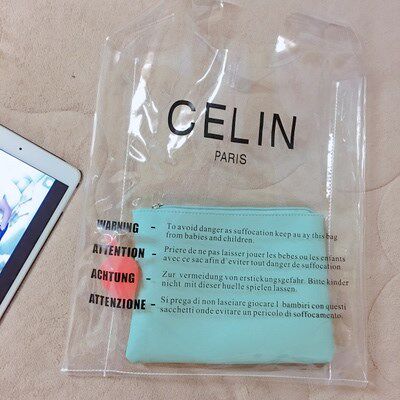 CELIN
PARIS
WARNING - To avoid danger as suffocation keep au ay this bag
from babies and children.
ATTENTION - Priere de ne pas laisser jouer les bebes ou les enfants
avec ce sac afin d'eviter tout danger de suffocation
ACHTUNG - Zur vermeidung von erstickungsgefahr. Bitte kinder
nicht mit dieser huelle spielen lassen.
ATTENZIONE - Si prega di non lasciare giocare I bambiri con questi
sacchetti onde evitare un pericolo di soffocamento.